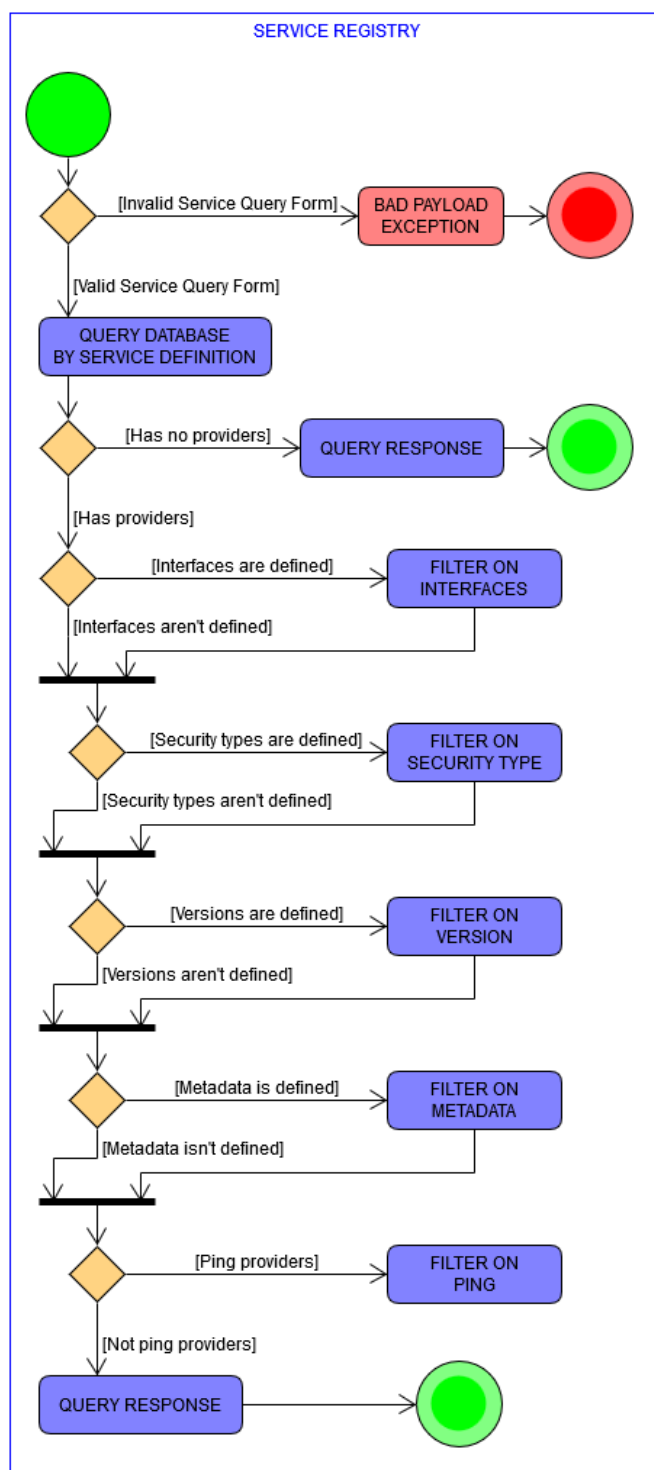 SERVICE REGISTRY
[Invalid Service Query Form]
BAD PAYLOAD
EXCEPTION
[Valid Service Query Form]
QUERY DATABASE
BY SERVICE DEFINITION
[Has no providers]
QUERY RESPONSE
[Has providers]
[Interfaces are defined]
FILTER ON
INTERFACES
[Interfaces aren't defined]
[Security types are defined]
FILTER ON
SECURITY TYPE
[Security types aren't defined]
[Versions are defined]
FILTER ON
VERSION
[Versions aren't defined]
[Metadata is defined]
FILTER ON
METADATA
[Metadata isn't defined]
[Ping providers]
FILTER ON
PING
[Not ping providers]
QUERY RESPONSE